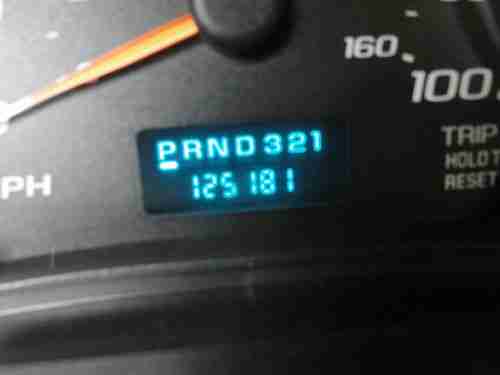 160
100
PRND321
125181
TRIP
HOLD T
RESET
PH